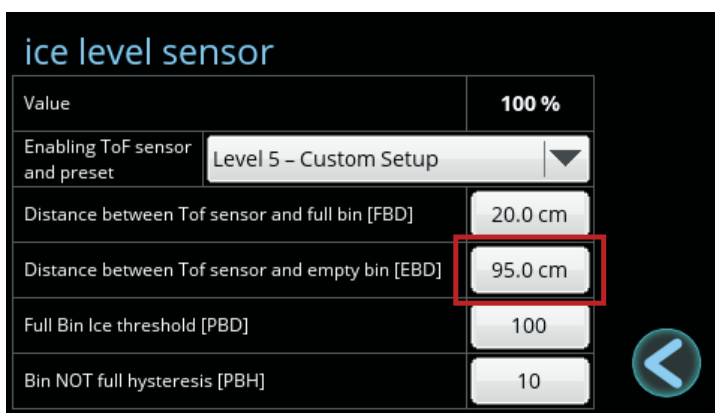 ice level sensor
Value 100 %
Enabling ToF sensor
and preset Level 5 – Custom Setup
Distance between Tof sensor and full bin [FBD] 20.0 cm
Distance between Tof sensor and empty bin [EBD] 95.0 cm
Full Bin Ice threshold [PBD] 100
Bin NOT full hysteresis [PBH] 10